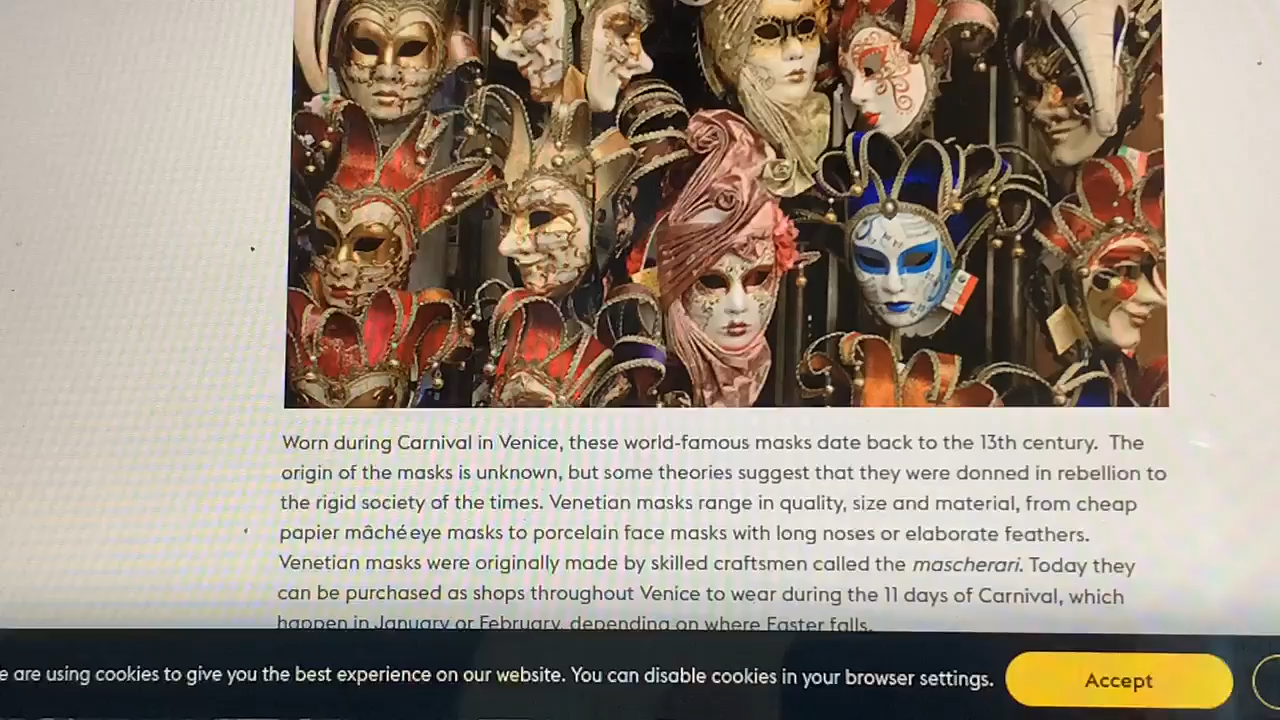 Worn during Carnival in Venice, these world-famous masks date back to the 13th century. The
origin of the masks is unknown, but some theories suggest that they were donned in rebellion to
the rigid society of the times. Venetian masks range in quality, size and material, from cheap
papier mâché eye masks to porcelain face masks with long noses or elaborate feathers.
Venetian masks were originally made by skilled craftsmen called the mascherari. Today they
can be purchased as shops throughout Venice to wear during the 11 days of Carnival, which
happen in January or February, depending on where Easter falls.
e are using cookies to give you the best experience on our website. You can disable cookies in your browser settings.
Accept